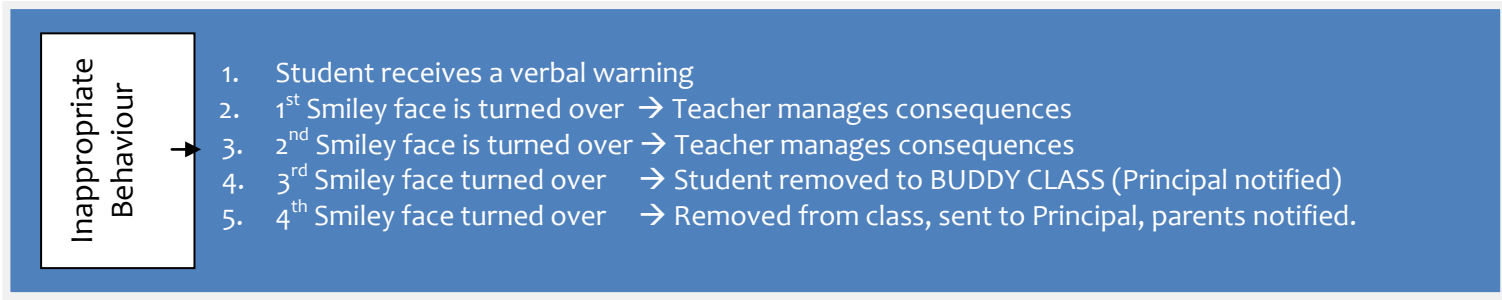 Inappropriate
Behaviour
1. Student receives a verbal warning
2. 1st Smiley face is turned over → Teacher manages consequences
3. 2nd Smiley face is turned over → Teacher manages consequences
4. 3rd Smiley face turned over → Student removed to BUDDY CLASS (Principal notified)
5. 4th Smiley face turned over → Removed from class, sent to Principal, parents notified.